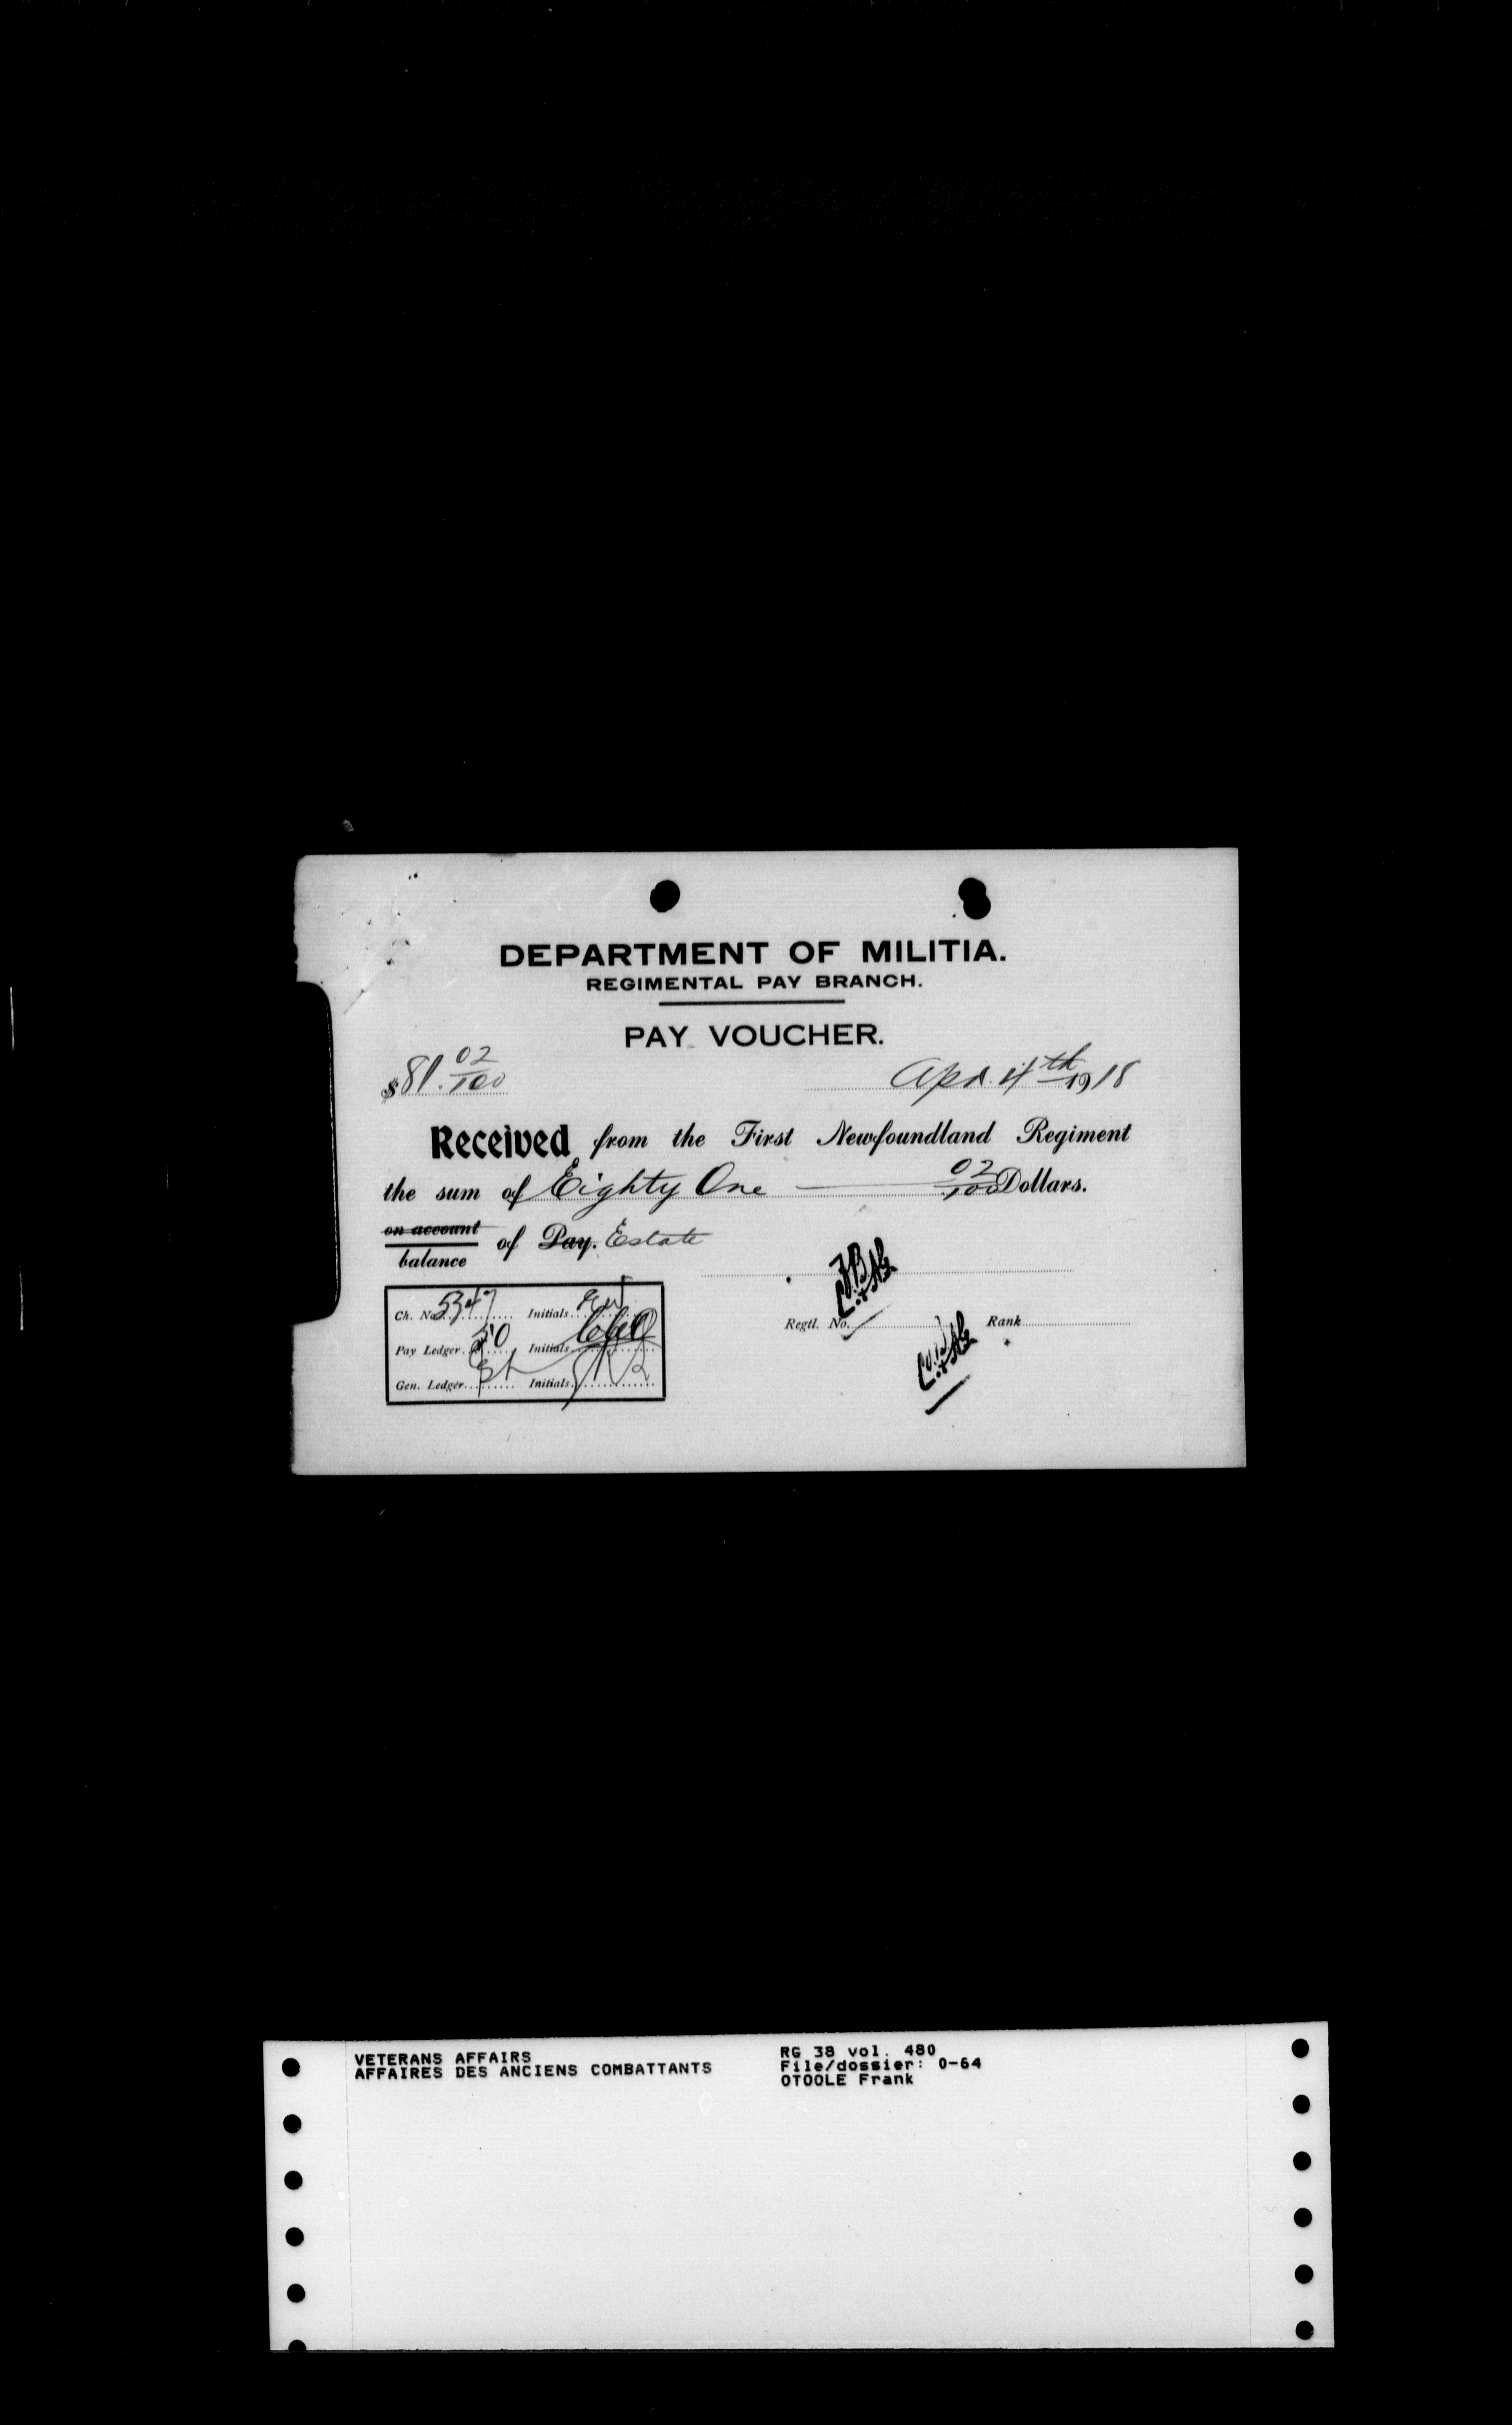 DEPARTMENT OF MILITIA.
REGIMENTAL PAY BRANCH.
PAY VOUCHER.
$81.02/100 Apr. 4th 1918
Received from the First Newfoundland Regiment
the sum of Eighty One 02/100 Dollars.
on account
balance of Pay. Estate
Ch. No. 5347 Initials
Regtl. No. Rank
Pay Ledger Initials
Gen. Ledger Initials
VETERANS AFFAIRS
AFFAIRES DES ANCIENS COMBATTANTS
RG 38 vol. 480
File/dossier: O-64
OTOOLE Frank